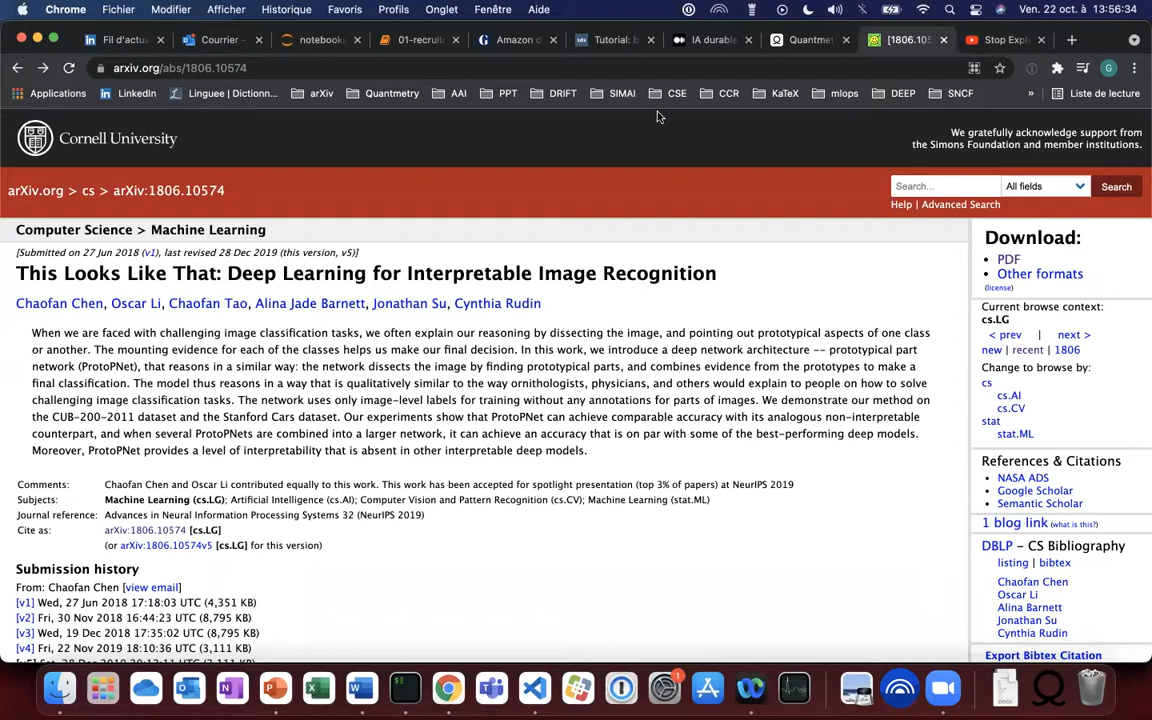 Chrome Fichier Modifier Afficher Historique Favoris Profils Onglet Fenêtre Aide Ven. 22 oct. à 13:56:34
Fil d'actua Courrier – notebooks 01-recruit Amazon d Tutorial: b IA durable Quantmet [1806.105 Stop Expl
arxiv.org/abs/1806.10574
Applications LinkedIn Linguee | Dictionn... arXiv Quantmetry AAI PPT DRIFT SIMAI CSE CCR KaTeX mlops DEEP SNCF » Liste de lecture
Cornell University
We gratefully acknowledge support from
the Simons Foundation and member institutions.
arXiv.org > cs > arXiv:1806.10574
Search... All fields Search
Help | Advanced Search
Computer Science > Machine Learning
[Submitted on 27 Jun 2018 (v1), last revised 28 Dec 2019 (this version, v5)]
This Looks Like That: Deep Learning for Interpretable Image Recognition
Chaofan Chen, Oscar Li, Chaofan Tao, Alina Jade Barnett, Jonathan Su, Cynthia Rudin
When we are faced with challenging image classification tasks, we often explain our reasoning by dissecting the image, and pointing out prototypical aspects of one class
or another. The mounting evidence for each of the classes helps us make our final decision. In this work, we introduce a deep network architecture -- prototypical part
network (ProtoPNet), that reasons in a similar way: the network dissects the image by finding prototypical parts, and combines evidence from the prototypes to make a
final classification. The model thus reasons in a way that is qualitatively similar to the way ornithologists, physicians, and others would explain to people on how to solve
challenging image classification tasks. The network uses only image-level labels for training without any annotations for parts of images. We demonstrate our method on
the CUB-200-2011 dataset and the Stanford Cars dataset. Our experiments show that ProtoPNet can achieve comparable accuracy with its analogous non-interpretable
counterpart, and when several ProtoPNets are combined into a larger network, it can achieve an accuracy that is on par with some of the best-performing deep models.
Moreover, ProtoPNet provides a level of interpretability that is absent in other interpretable deep models.
Comments: Chaofan Chen and Oscar Li contributed equally to this work. This work has been accepted for spotlight presentation (top 3% of papers) at NeurIPS 2019
Subjects: Machine Learning (cs.LG); Artificial Intelligence (cs.AI); Computer Vision and Pattern Recognition (cs.CV); Machine Learning (stat.ML)
Journal reference: Advances in Neural Information Processing Systems 32 (NeurIPS 2019)
Cite as: arXiv:1806.10574 [cs.LG]
(or arXiv:1806.10574v5 [cs.LG] for this version)
Submission history
From: Chaofan Chen [view email]
[v1] Wed, 27 Jun 2018 17:18:03 UTC (4,351 KB)
[v2] Fri, 30 Nov 2018 16:44:23 UTC (8,795 KB)
[v3] Wed, 19 Dec 2018 17:35:02 UTC (8,795 KB)
[v4] Fri, 22 Nov 2019 18:10:36 UTC (3,111 KB)
Download:
PDF
Other formats
(license)
Current browse context:
cs.LG
< prev | next >
new | recent | 1806
Change to browse by:
cs
cs.AI
cs.CV
stat
stat.ML
References & Citations
NASA ADS
Google Scholar
Semantic Scholar
1 blog link (what is this?)
DBLP – CS Bibliography
listing | bibtex
Chaofan Chen
Oscar Li
Alina Barnett
Jonathan Su
Cynthia Rudin
Export Bibtex Citation